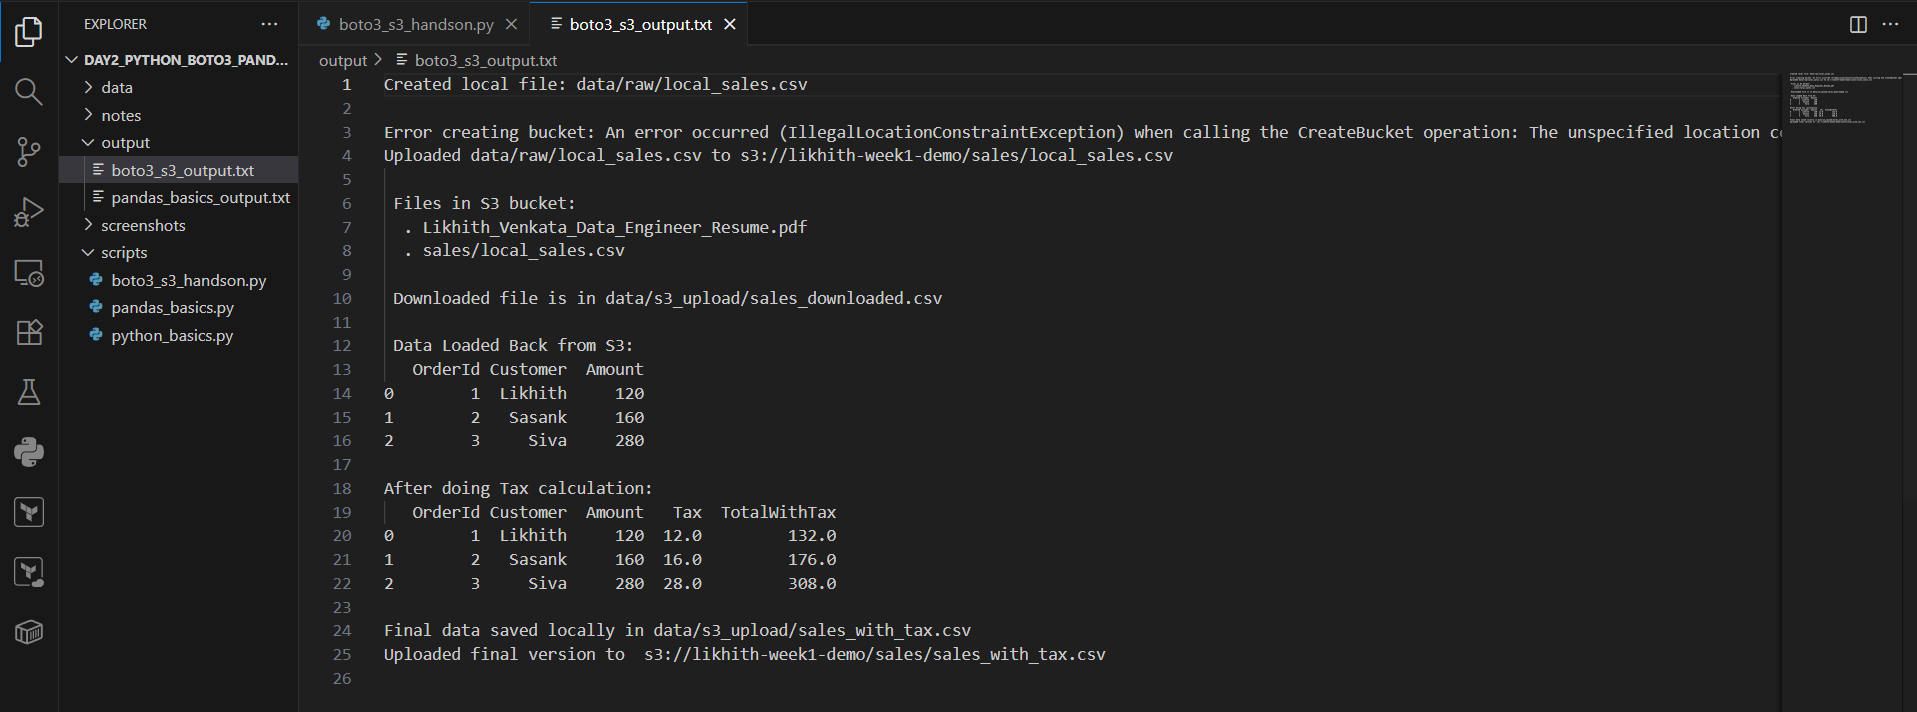 EXPLORER
DAY2_PYTHON_BOTO3_PAND...
data
notes
output
boto3_s3_output.txt
pandas_basics_output.txt
screenshots
scripts
boto3_s3_handson.py
pandas_basics.py
python_basics.py
boto3_s3_handson.py
boto3_s3_output.txt
output > boto3_s3_output.txt
1 Created local file: data/raw/local_sales.csv
2
3 Error creating bucket: An error occurred (IllegalLocationConstraintException) when calling the CreateBucket operation: The unspecified location c
4 Uploaded data/raw/local_sales.csv to s3://likhith-week1-demo/sales/local_sales.csv
5
6 Files in S3 bucket:
7 . Likhith_Venkata_Data_Engineer_Resume.pdf
8 . sales/local_sales.csv
9
10 Downloaded file is in data/s3_upload/sales_downloaded.csv
11
12 Data Loaded Back from S3:
13 OrderId Customer Amount
14 0 1 Likhith 120
15 1 2 Sasank 160
16 2 3 Siva 280
17
18 After doing Tax calculation:
19 OrderId Customer Amount Tax TotalWithTax
20 0 1 Likhith 120 12.0 132.0
21 1 2 Sasank 160 16.0 176.0
22 2 3 Siva 280 28.0 308.0
23
24 Final data saved locally in data/s3_upload/sales_with_tax.csv
25 Uploaded final version to s3://likhith-week1-demo/sales/sales_with_tax.csv
26